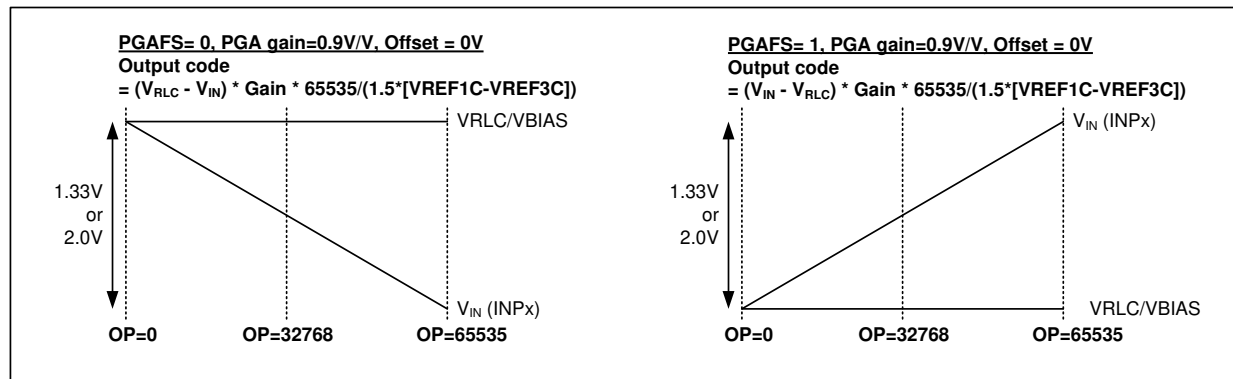 PGAFS= 0, PGA gain=0.9V/V, Offset = 0V
Output code
= (VRLC - VIN) * Gain * 65535/(1.5*[VREF1C-VREF3C])
VRLC/VBIAS
1.33V
or
2.0V
VIN (INPx)
OP=0
OP=32768
OP=65535
PGAFS= 1, PGA gain=0.9V/V, Offset = 0V
Output code
= (VIN - VRLC) * Gain * 65535/(1.5*[VREF1C-VREF3C])
VIN (INPx)
1.33V
or
2.0V
VRLC/VBIAS
OP=0
OP=32768
OP=65535